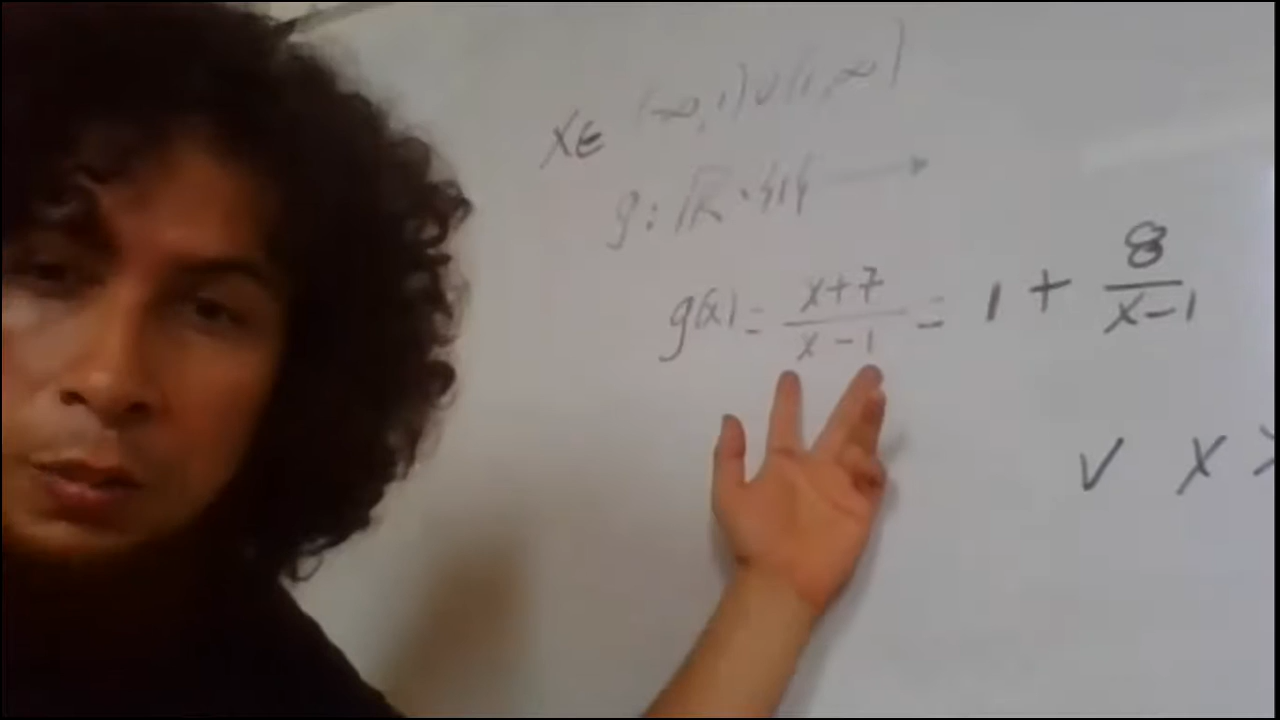 x∈ (-∞,1)∪(1,∞)
g: ℝ∖{1} →
g(x) = (x+7)/(x-1) = 1 + 8/(x-1)
∨ x >